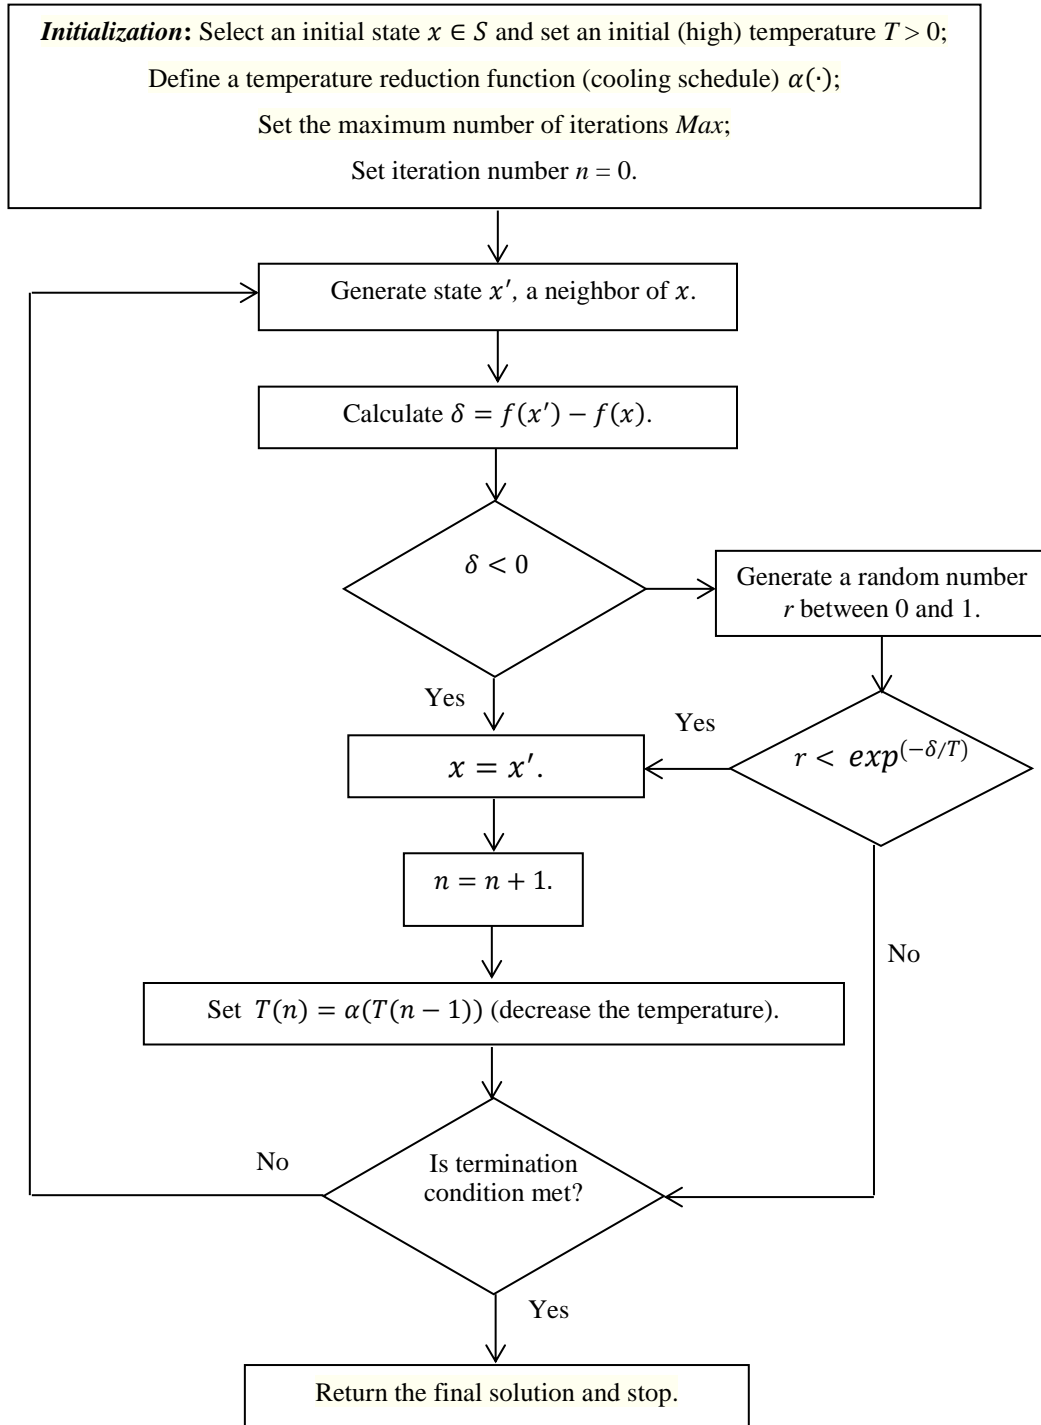 Initialization: Select an initial state 𝑥 ∈ 𝑆 and set an initial (high) temperature T > 0;
Define a temperature reduction function (cooling schedule) 𝛼(∙);
Set the maximum number of iterations Max;
Set iteration number n = 0.
Generate state 𝑥′, a neighbor of 𝑥.
Calculate 𝛿 = 𝑓(𝑥′) − 𝑓(𝑥).
𝛿 < 0
Generate a random number
r between 0 and 1.
Yes
Yes
𝑥 = 𝑥′.
𝑟 < 𝑒𝑥𝑝^(−𝛿/𝑇)
𝑛 = 𝑛 + 1.
No
Set 𝑇(𝑛) = 𝛼(𝑇(𝑛 − 1)) (decrease the temperature).
No
Is termination
condition met?
Yes
Return the final solution and stop.